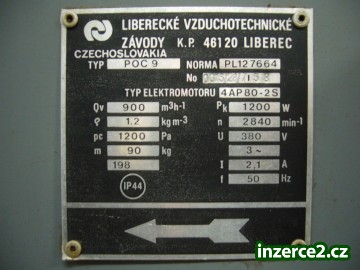 LIBERECKÉ VZDUCHOTECHNICKÉ
ZÁVODY K.P. 46120 LIBEREC
CZECHOSLOVAKIA
TYP POC 9 NORMA PL127664
No
TYP ELEKTROMOTORU 4AP80-2S
Qv 900 m³h-1 Pk 1200 W
ϱ 1,2 kg m-3 n 2840 min-1
pc 1200 Pa U 380 V
m 90 kg 3~
198 I 2,1 A
IP44 f 50 Hz
inzerce2.cz